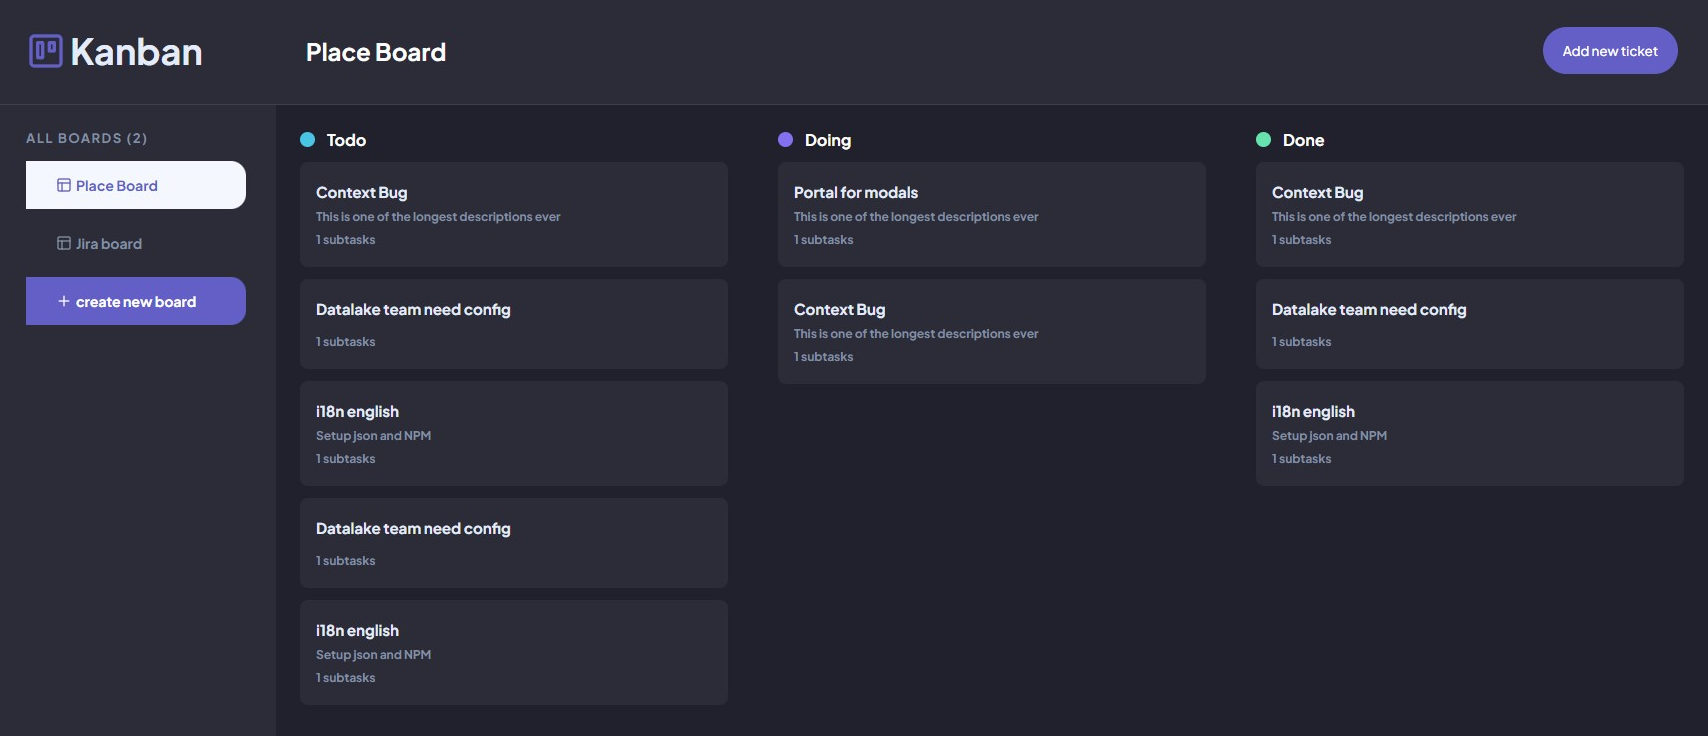 Kanban
Place Board
Add new ticket
ALL BOARDS (2)
Place Board
Jira board
create new board
Todo
Context Bug
This is one of the longest descriptions ever
1 subtasks
Datalake team need config
1 subtasks
i18n english
Setup json and NPM
1 subtasks
Datalake team need config
1 subtasks
i18n english
Setup json and NPM
1 subtasks
Doing
Portal for modals
This is one of the longest descriptions ever
1 subtasks
Context Bug
This is one of the longest descriptions ever
1 subtasks
Done
Context Bug
This is one of the longest descriptions ever
1 subtasks
Datalake team need config
1 subtasks
i18n english
Setup json and NPM
1 subtasks